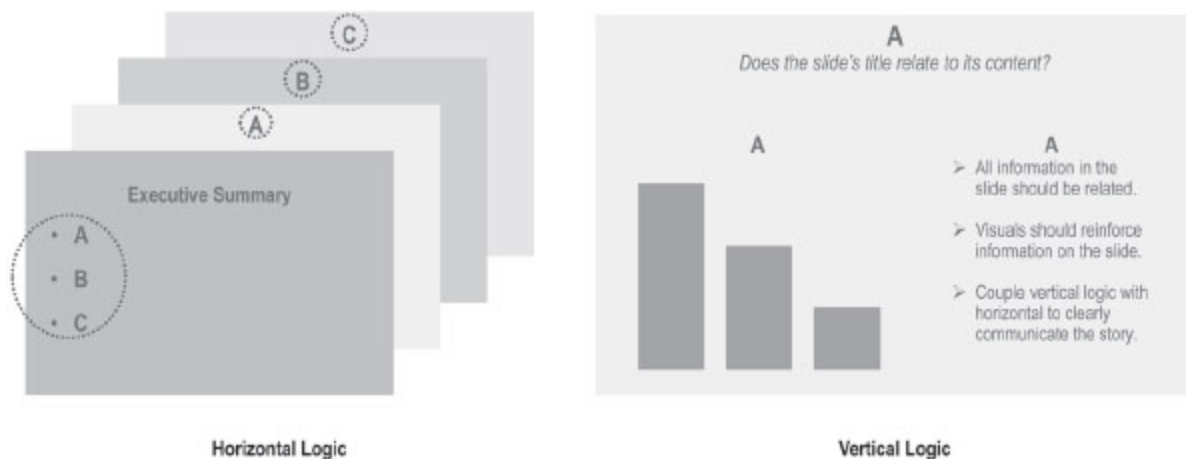 C
B
A
Executive Summary
• A
• B
• C
Horizontal Logic
A
Does the slide's title relate to its content?
A
A
➢ All information in the
slide should be related.
➢ Visuals should reinforce
information on the slide.
➢ Couple vertical logic with
horizontal to clearly
communicate the story.
Vertical Logic